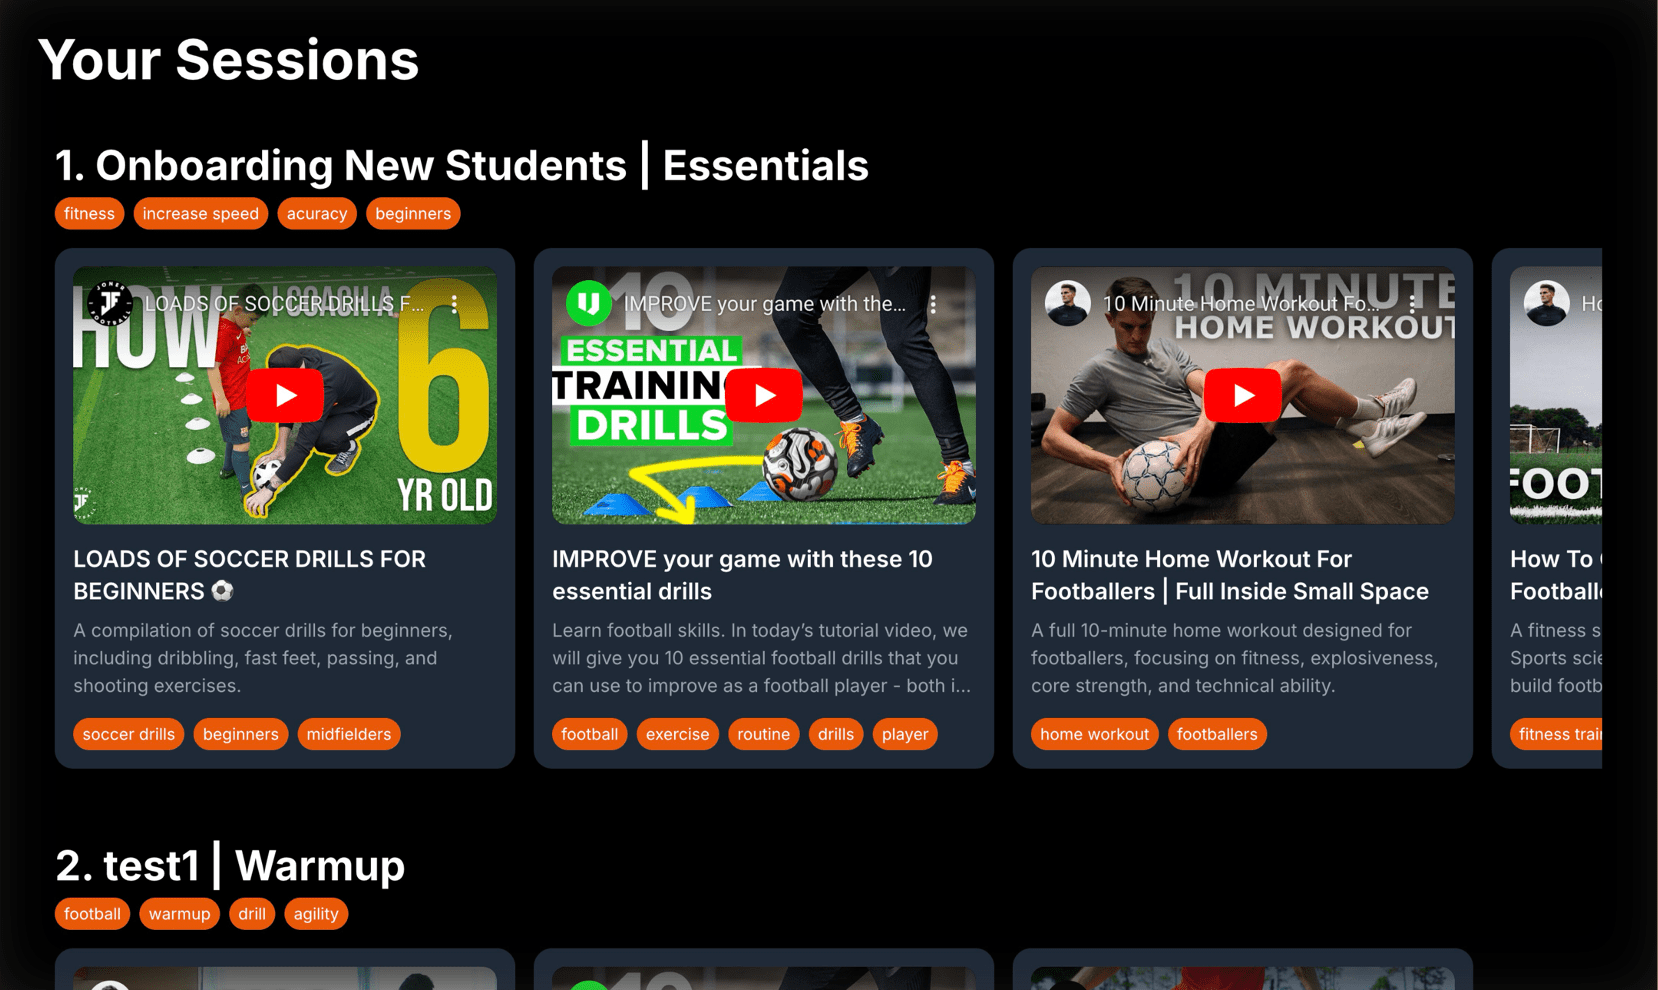 Your Sessions
1. Onboarding New Students | Essentials
fitness increase speed acuracy beginners
JONER FOOTBALL
JF
LOADS OF SOCCER DRILLS F...
HOW
6
YR OLD
LOADS OF SOCCER DRILLS FOR
BEGINNERS ⚽
A compilation of soccer drills for beginners,
including dribbling, fast feet, passing, and
shooting exercises.
soccer drills beginners midfielders
IMPROVE your game with the...
10
ESSENTIAL
TRAINING
DRILLS
IMPROVE your game with these 10
essential drills
Learn football skills. In today’s tutorial video, we
will give you 10 essential football drills that you
can use to improve as a football player - both i...
football exercise routine drills player
10 Minute Home Workout Fo...
10 MINUTE
HOME WORKOUT
10 Minute Home Workout For
Footballers | Full Inside Small Space
A full 10-minute home workout designed for
footballers, focusing on fitness, explosiveness,
core strength, and technical ability.
home workout footballers
Ho
FOOT
How To
Footballe
A fitness s
Sports scie
build footb
fitness train
2. test1 | Warmup
football warmup drill agility
10